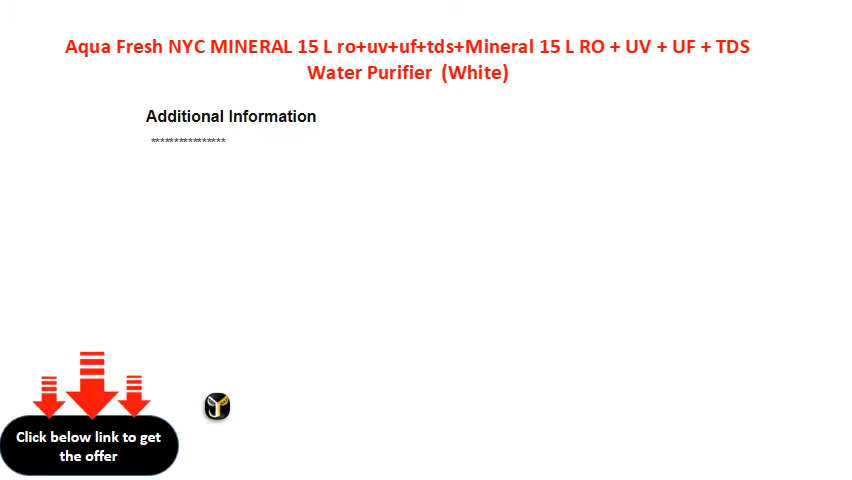 Aqua Fresh NYC MINERAL 15 L ro+uv+uf+tds+Mineral 15 L RO + UV + UF + TDS
Water Purifier (White)
Additional Information
****************
Click below link to get
the offer